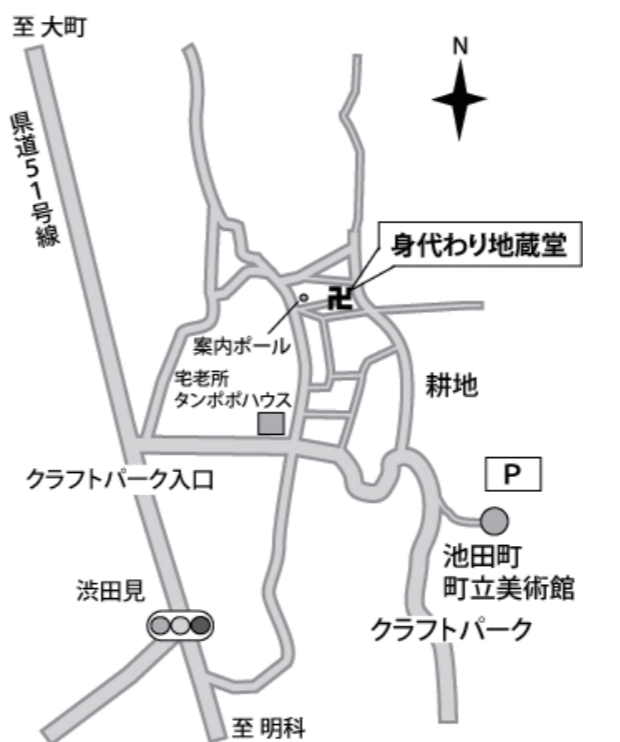 至 大町
N
県道51号線
身代わり地蔵堂
卍
案内ポール
宅老所
タンポポハウス
耕地
クラフトパーク入口
P
池田町
町立美術館
渋田見
クラフトパーク
至 明科